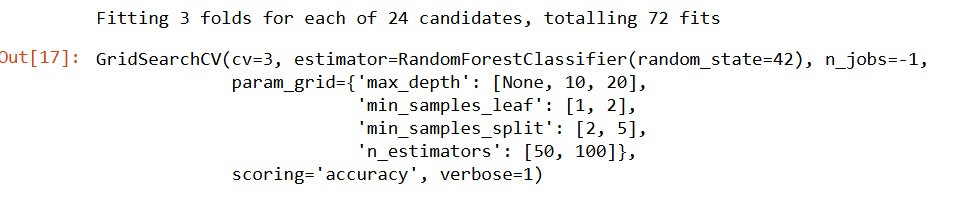 Fitting 3 folds for each of 24 candidates, totalling 72 fits
Out[17]: GridSearchCV(cv=3, estimator=RandomForestClassifier(random_state=42), n_jobs=-1,
param_grid={'max_depth': [None, 10, 20],
'min_samples_leaf': [1, 2],
'min_samples_split': [2, 5],
'n_estimators': [50, 100]},
scoring='accuracy', verbose=1)